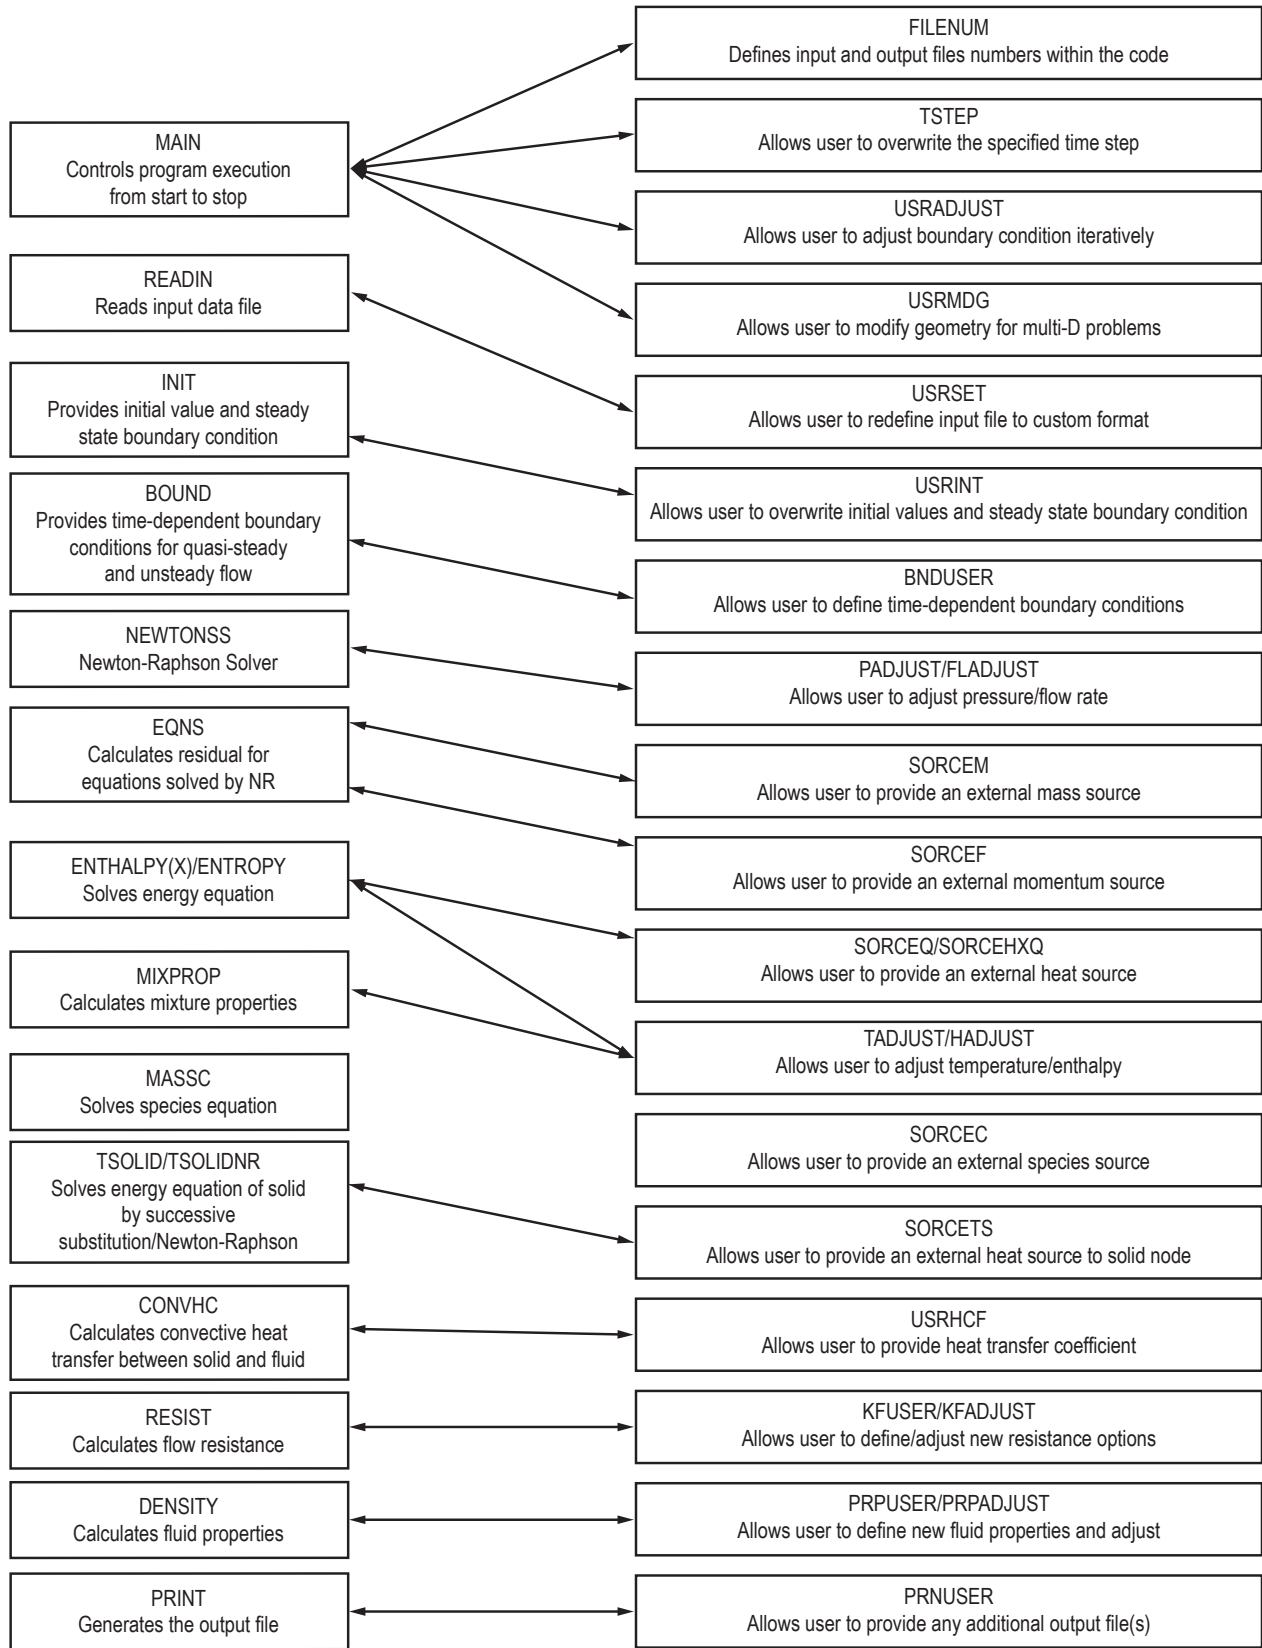 MAIN
Controls program execution
from start to stop
READIN
Reads input data file
INIT
Provides initial value and steady
state boundary condition
BOUND
Provides time-dependent boundary
conditions for quasi-steady
and unsteady flow
NEWTONSS
Newton-Raphson Solver
EQNS
Calculates residual for
equations solved by NR
ENTHALPY(X)/ENTROPY
Solves energy equation
MIXPROP
Calculates mixture properties
MASSC
Solves species equation
TSOLID/TSOLIDNR
Solves energy equation of solid
by successive
substitution/Newton-Raphson
CONVHC
Calculates convective heat
transfer between solid and fluid
RESIST
Calculates flow resistance
DENSITY
Calculates fluid properties
PRINT
Generates the output file
FILENUM
Defines input and output files numbers within the code
TSTEP
Allows user to overwrite the specified time step
USRADJUST
Allows user to adjust boundary condition iteratively
USRMDG
Allows user to modify geometry for multi-D problems
USRSET
Allows user to redefine input file to custom format
USRINT
Allows user to overwrite initial values and steady state boundary condition
BNDUSER
Allows user to define time-dependent boundary conditions
PADJUST/FLADJUST
Allows user to adjust pressure/flow rate
SORCEM
Allows user to provide an external mass source
SORCEF
Allows user to provide an external momentum source
SORCEQ/SORCEHXQ
Allows user to provide an external heat source
TADJUST/HADJUST
Allows user to adjust temperature/enthalpy
SORCEC
Allows user to provide an external species source
SORCETS
Allows user to provide an external heat source to solid node
USRHCF
Allows user to provide heat transfer coefficient
KFUSER/KFADJUST
Allows user to define/adjust new resistance options
PRPUSER/PRPADJUST
Allows user to define new fluid properties and adjust
PRNUSER
Allows user to provide any additional output file(s)